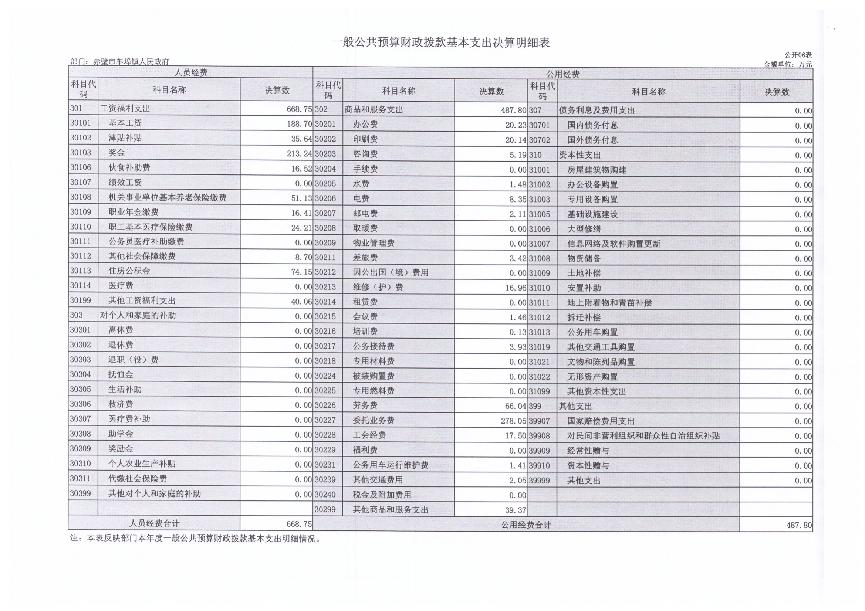 一般公共预算财政拨款基本支出决算明细表
公开06表
部门：赤壁市车埠镇人民政府 金额单位：万元
人员经费 公用经费
科目代码 科目名称 决算数 科目代码 科目名称 决算数 科目代码 科目名称 决算数
301 工资福利支出 668.75 302 商品和服务支出 487.80 307 债务利息及费用支出 0.00
30101 基本工资 188.70 30201 办公费 20.23 30701 国内债务付息 0.00
30102 津贴补贴 35.64 30202 印刷费 20.14 30702 国外债务付息 0.00
30103 奖金 213.24 30203 咨询费 5.19 310 资本性支出 0.00
30106 伙食补助费 16.52 30204 手续费 0.00 31001 房屋建筑物购建 0.00
30107 绩效工资 0.00 30205 水费 1.48 31002 办公设备购置 0.00
30108 机关事业单位基本养老保险缴费 51.13 30206 电费 8.35 31003 专用设备购置 0.00
30109 职业年金缴费 16.41 30207 邮电费 2.11 31005 基础设施建设 0.00
30110 职工基本医疗保险缴费 24.21 30208 取暖费 0.00 31006 大型修缮 0.00
30111 公务员医疗补助缴费 0.00 30209 物业管理费 0.00 31007 信息网络及软件购置更新 0.00
30112 其他社会保障缴费 8.70 30211 差旅费 3.42 31008 物资储备 0.00
30113 住房公积金 74.15 30212 因公出国（境）费用 0.00 31009 土地补偿 0.00
30114 医疗费 0.00 30213 维修（护）费 16.96 31010 安置补助 0.00
30199 其他工资福利支出 40.06 30214 租赁费 0.00 31011 地上附着物和青苗补偿 0.00
303 对个人和家庭的补助 0.00 30215 会议费 1.46 31012 拆迁补偿 0.00
30301 离休费 0.00 30216 培训费 0.13 31013 公务用车购置 0.00
30302 退休费 0.00 30217 公务接待费 3.93 31019 其他交通工具购置 0.00
30303 退职（役）费 0.00 30218 专用材料费 0.00 31021 文物和陈列品购置 0.00
30304 抚恤金 0.00 30224 被装购置费 0.00 31022 无形资产购置 0.00
30305 生活补助 0.00 30225 专用燃料费 0.00 31099 其他资本性支出 0.00
30306 救济费 0.00 30226 劳务费 66.04 399 其他支出 0.00
30307 医疗费补助 0.00 30227 委托业务费 278.05 39907 国家赔偿费用支出 0.00
30308 助学金 0.00 30228 工会经费 17.50 39908 对民间非营利组织和群众性自治组织补贴 0.00
30309 奖励金 0.00 30229 福利费 0.00 39909 经常性赠与 0.00
30310 个人农业生产补贴 0.00 30231 公务用车运行维护费 1.41 39910 资本性赠与 0.00
30311 代缴社会保险费 0.00 30239 其他交通费用 2.05 39999 其他支出 0.00
30399 其他对个人和家庭的补助 0.00 30240 税金及附加费用 0.00
30299 其他商品和服务支出 39.37
人员经费合计 668.75 公用经费合计 487.80
注：本表反映部门本年度一般公共预算财政拨款基本支出明细情况。